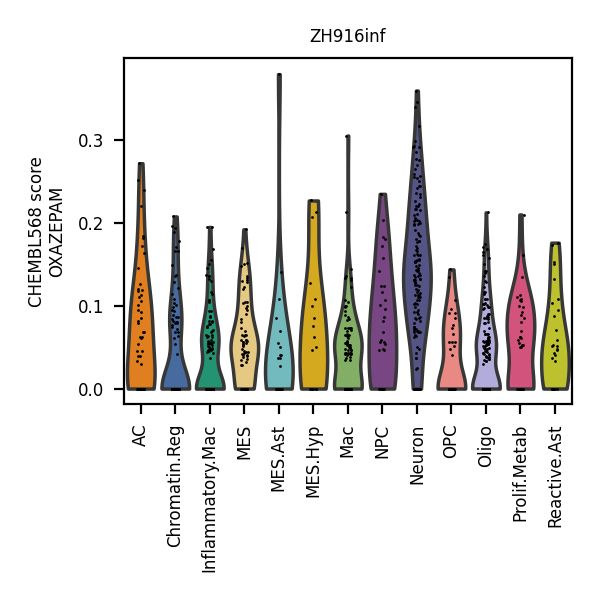 ZH916inf
CHEMBL568 score
OXAZEPAM
0.3
0.2
0.1
0.0
AC
Chromatin.Reg
Inflammatory.Mac
MES
MES.Ast
MES.Hyp
Mac
NPC
Neuron
OPC
Oligo
Prolif.Metab
Reactive.Ast